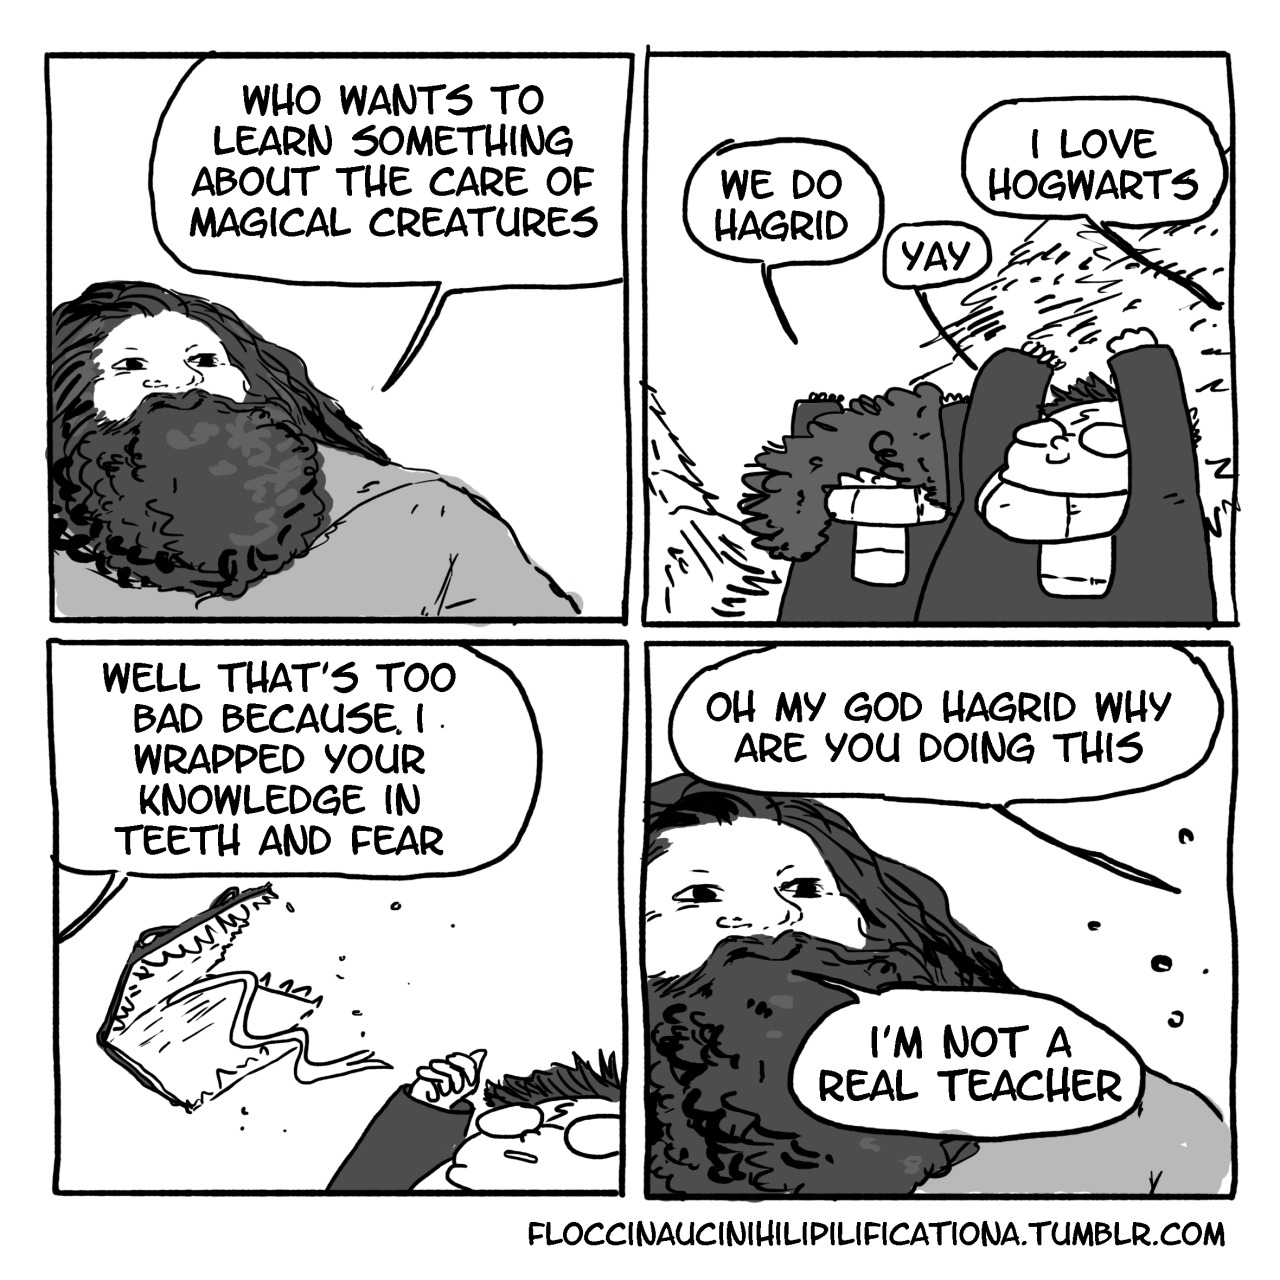 WHO WANTS TO
LEARN SOMETHING
ABOUT THE CARE OF
MAGICAL CREATURES
WE DO
HAGRID
YAY
I LOVE
HOGWARTS
WELL THAT'S TOO
BAD BECAUSE I
WRAPPED YOUR
KNOWLEDGE IN
TEETH AND FEAR
OH MY GOD HAGRID WHY
ARE YOU DOING THIS
I'M NOT A
REAL TEACHER
FLOCCINAUCINIHILIPILIFICATIONA.TUMBLR.COM